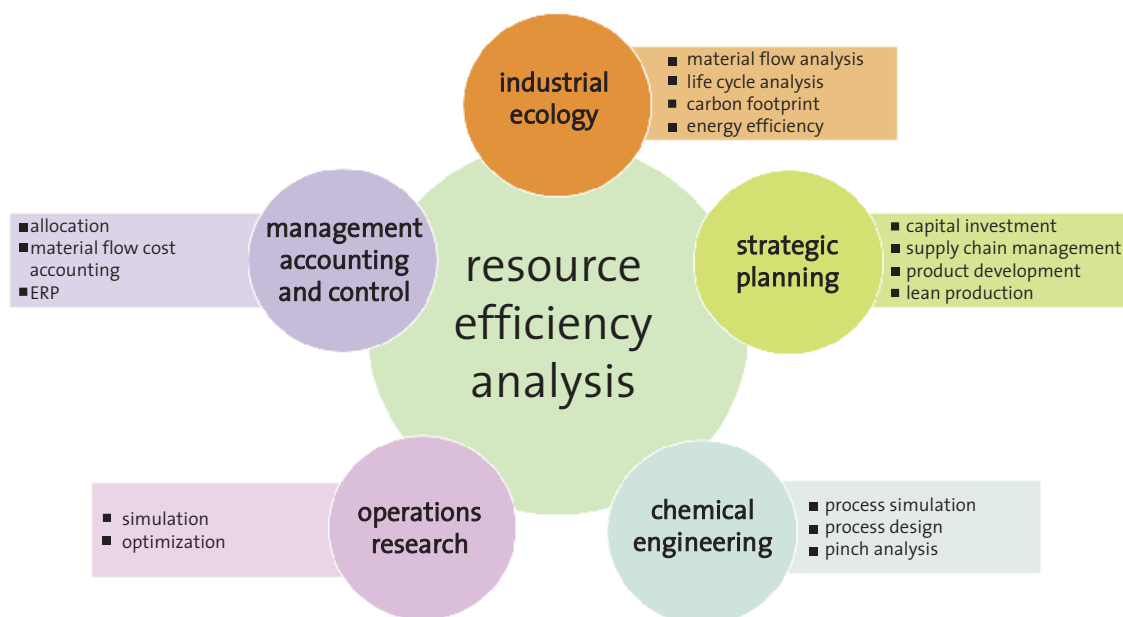 industrial
ecology
■ material flow analysis
■ life cycle analysis
■ carbon footprint
■ energy efficiency
management
accounting
and control
■ allocation
■ material flow cost
accounting
■ ERP
resource
efficiency
analysis
strategic
planning
■ capital investment
■ supply chain management
■ product development
■ lean production
operations
research
■ simulation
■ optimization
chemical
engineering
■ process simulation
■ process design
■ pinch analysis